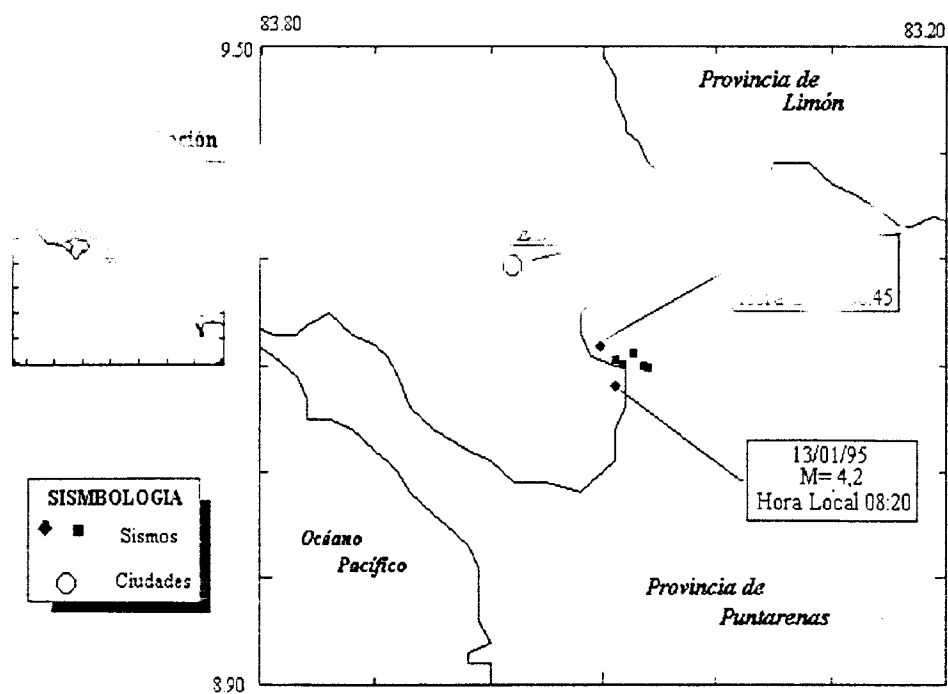 83.80
83.20
9.50
Provincia de
Limón
13/01/95
M= 4,2
Hora Local 08:20
SISMBOLOGIA
Sismos
Ciudades
Océano
Pacífico
Provincia de
Puntarenas
8.90